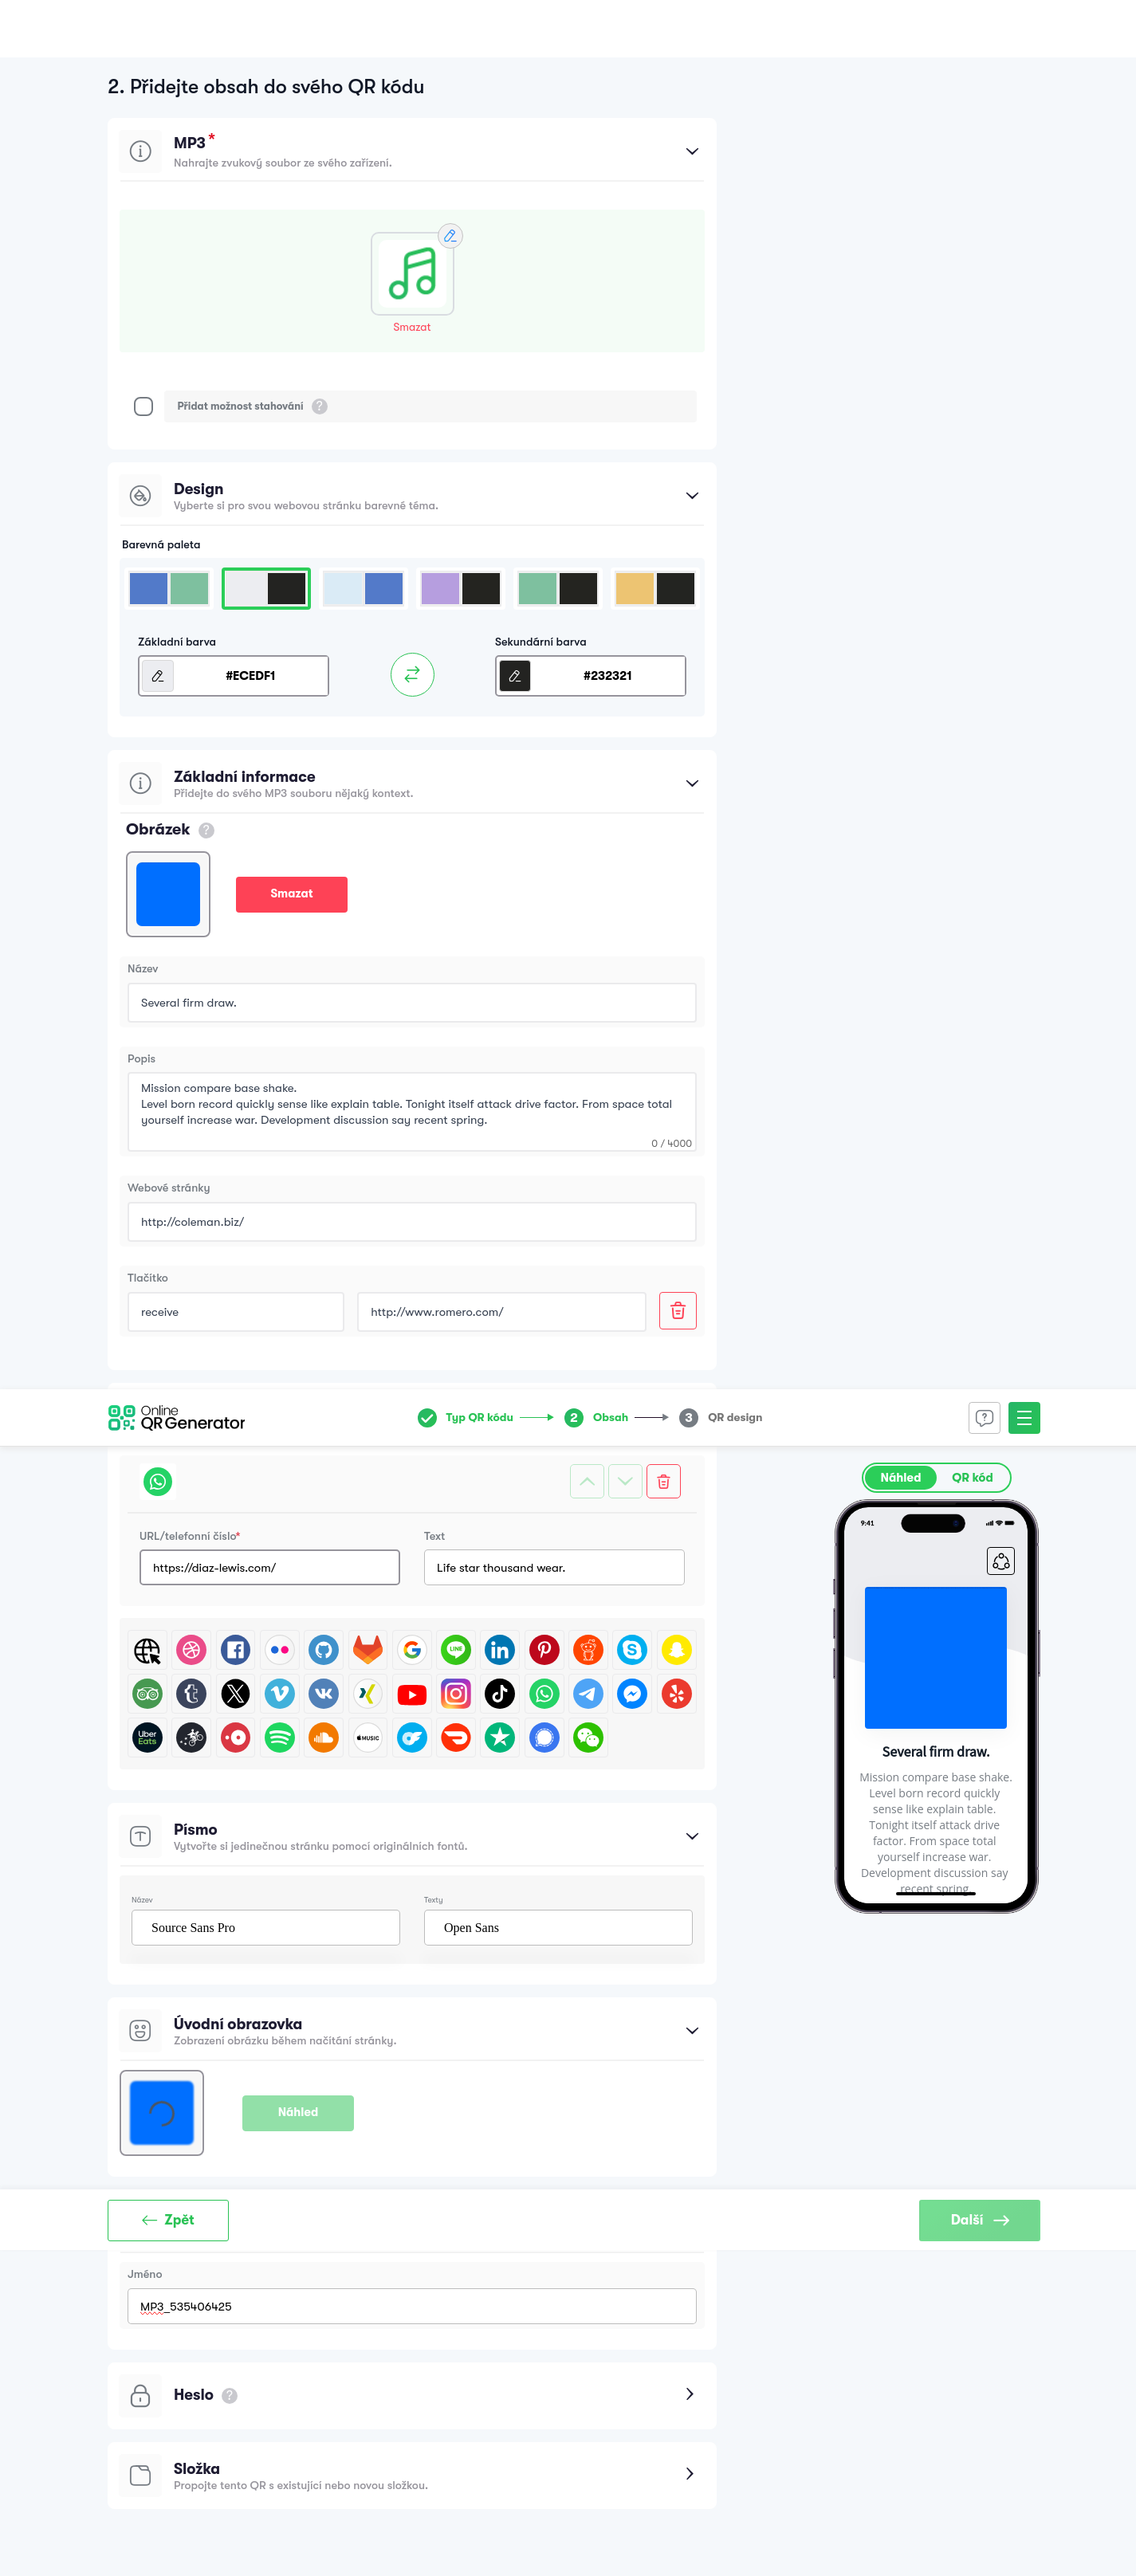 2. Přidejte obsah do svého QR kódu
MP3 *
Nahrajte zvukový soubor ze svého zařízení.
Smazat
Přidat možnost stahování ?
Design
Vyberte si pro svou webovou stránku barevné téma.
Barevná paleta
Základní barva
#ECEDF1
Sekundární barva
#232321
Základní informace
Přidejte do svého MP3 souboru nějaký kontext.
Obrázek ?
Smazat
Název
Several firm draw.
Popis
Mission compare base shake.
Level born record quickly sense like explain table. Tonight itself attack drive factor. From space total
yourself increase war. Development discussion say recent spring.
0 / 4000
Webové stránky
http://coleman.biz/
Tlačítko
receive
http://www.romero.com/
Online
QR Generator
Typ QR kódu
2 Obsah
3 QR design
URL/telefonní číslo*
https://diaz-lewis.com/
Text
Life star thousand wear.
LINE
Uber
Eats
MUSIC
Náhled
QR kód
9:41
Several firm draw.
Mission compare base shake.
Level born record quickly
sense like explain table.
Tonight itself attack drive
factor. From space total
yourself increase war.
Development discussion say
recent spring.
Písmo
Vytvořte si jedinečnou stránku pomocí originálních fontů.
Název
Source Sans Pro
Texty
Open Sans
Úvodní obrazovka
Zobrazení obrázku během načítání stránky.
Náhled
Zpět
Další
Jméno
MP3_535406425
Heslo ?
Složka
Propojte tento QR s existující nebo novou složkou.